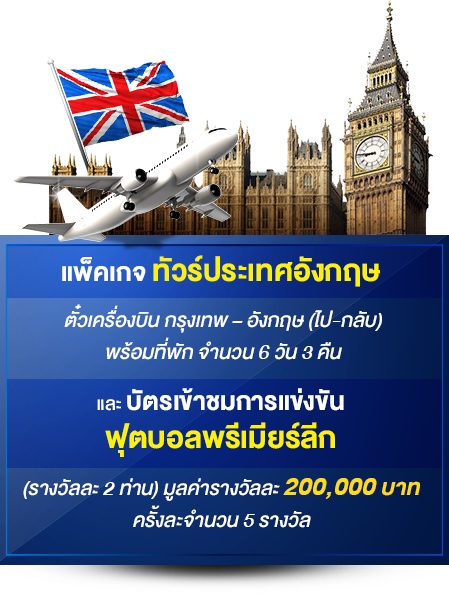 แพ็คเกจ ทัวร์ประเทศอังกฤษ
ตั๋วเครื่องบิน กรุงเทพ – อังกฤษ (ไป-กลับ)
พร้อมที่พัก จำนวน 6 วัน 3 คืน
และ บัตรเข้าชมการแข่งขัน
ฟุตบอลพรีเมียร์ลีก
(รางวัลละ 2 ท่าน) มูลค่ารางวัลละ 200,000 บาท
ครั้งละจำนวน 5 รางวัล